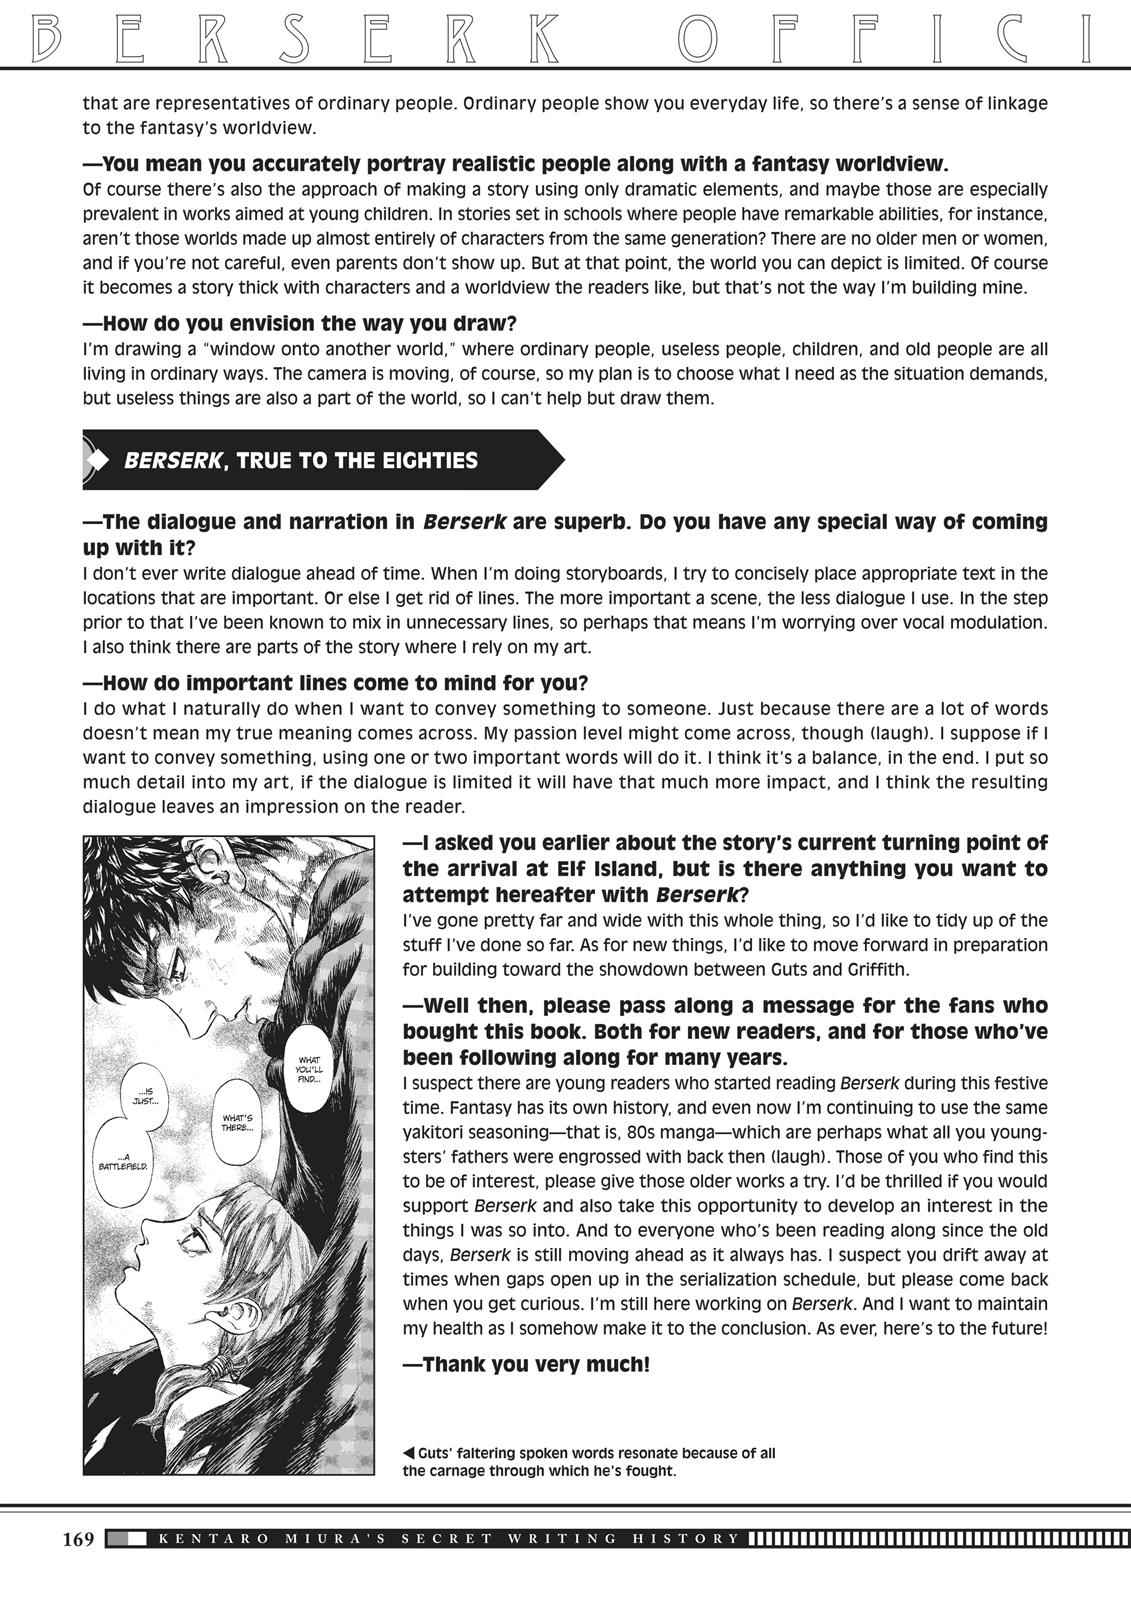 BERSERK OFFICI
that are representatives of ordinary people. Ordinary people show you everyday life, so there's a sense of linkage
to the fantasy's worldview.
—You mean you accurately portray realistic people along with a fantasy worldview.
Of course there's also the approach of making a story using only dramatic elements, and maybe those are especially
prevalent in works aimed at young children. In stories set in schools where people have remarkable abilities, for instance,
aren't those worlds made up almost entirely of characters from the same generation? There are no older men or women,
and if you're not careful, even parents don't show up. But at that point, the world you can depict is limited. Of course
it becomes a story thick with characters and a worldview the readers like, but that's not the way I'm building mine.
—How do you envision the way you draw?
I'm drawing a "window onto another world," where ordinary people, useless people, children, and old people are all
living in ordinary ways. The camera is moving, of course, so my plan is to choose what I need as the situation demands,
but useless things are also a part of the world, so I can't help but draw them.
BERSERK, TRUE TO THE EIGHTIES
—The dialogue and narration in Berserk are superb. Do you have any special way of coming
up with it?
I don't ever write dialogue ahead of time. When I'm doing storyboards, I try to concisely place appropriate text in the
locations that are important. Or else I get rid of lines. The more important a scene, the less dialogue I use. In the step
prior to that I've been known to mix in unnecessary lines, so perhaps that means I'm worrying over vocal modulation.
I also think there are parts of the story where I rely on my art.
—How do important lines come to mind for you?
I do what I naturally do when I want to convey something to someone. Just because there are a lot of words
doesn't mean my true meaning comes across. My passion level might come across, though (laugh). I suppose if I
want to convey something, using one or two important words will do it. I think it's a balance, in the end. I put so
much detail into my art, if the dialogue is limited it will have that much more impact, and I think the resulting
dialogue leaves an impression on the reader.
WHAT
YOU'LL
FIND...
WHAT'S
THERE...
...IS
JUST...
...A
BATTLEFIELD.
—I asked you earlier about the story's current turning point of
the arrival at Elf Island, but is there anything you want to
attempt hereafter with Berserk?
I've gone pretty far and wide with this whole thing, so I'd like to tidy up of the
stuff I've done so far. As for new things, I'd like to move forward in preparation
for building toward the showdown between Guts and Griffith.
—Well then, please pass along a message for the fans who
bought this book. Both for new readers, and for those who've
been following along for many years.
I suspect there are young readers who started reading Berserk during this festive
time. Fantasy has its own history, and even now I'm continuing to use the same
yakitori seasoning—that is, 80s manga—which are perhaps what all you young-
sters' fathers were engrossed with back then (laugh). Those of you who find this
to be of interest, please give those older works a try. I'd be thrilled if you would
support Berserk and also take this opportunity to develop an interest in the
things I was so into. And to everyone who's been reading along since the old
days, Berserk is still moving ahead as it always has. I suspect you drift away at
times when gaps open up in the serialization schedule, but please come back
when you get curious. I'm still here working on Berserk. And I want to maintain
my health as I somehow make it to the conclusion. As ever, here's to the future!
—Thank you very much!
◀ Guts' faltering spoken words resonate because of all
the carnage through which he's fought.
169 KENTARO MIURA'S SECRET WRITING HISTORY